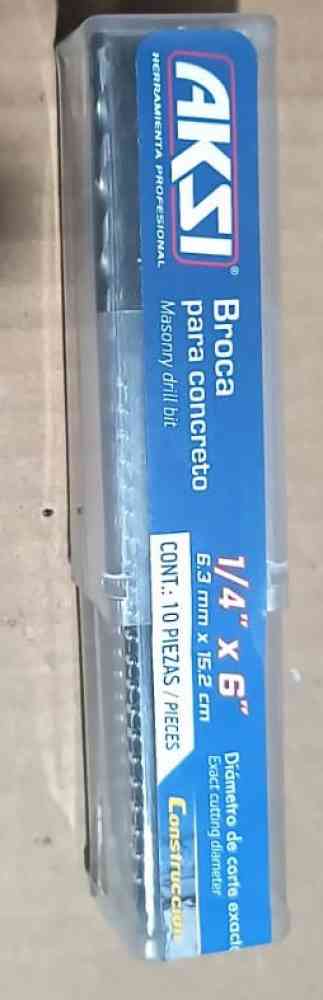 AKSI®
HERRAMIENTA PROFESIONAL
Broca
para concreto
Masonry drill bit
1/4" x 6"
6.3 mm x 15.2 cm
CONT.: 10 PIEZAS / PIECES
Diámetro de corte exacto
Exact cutting diameter
Construcción